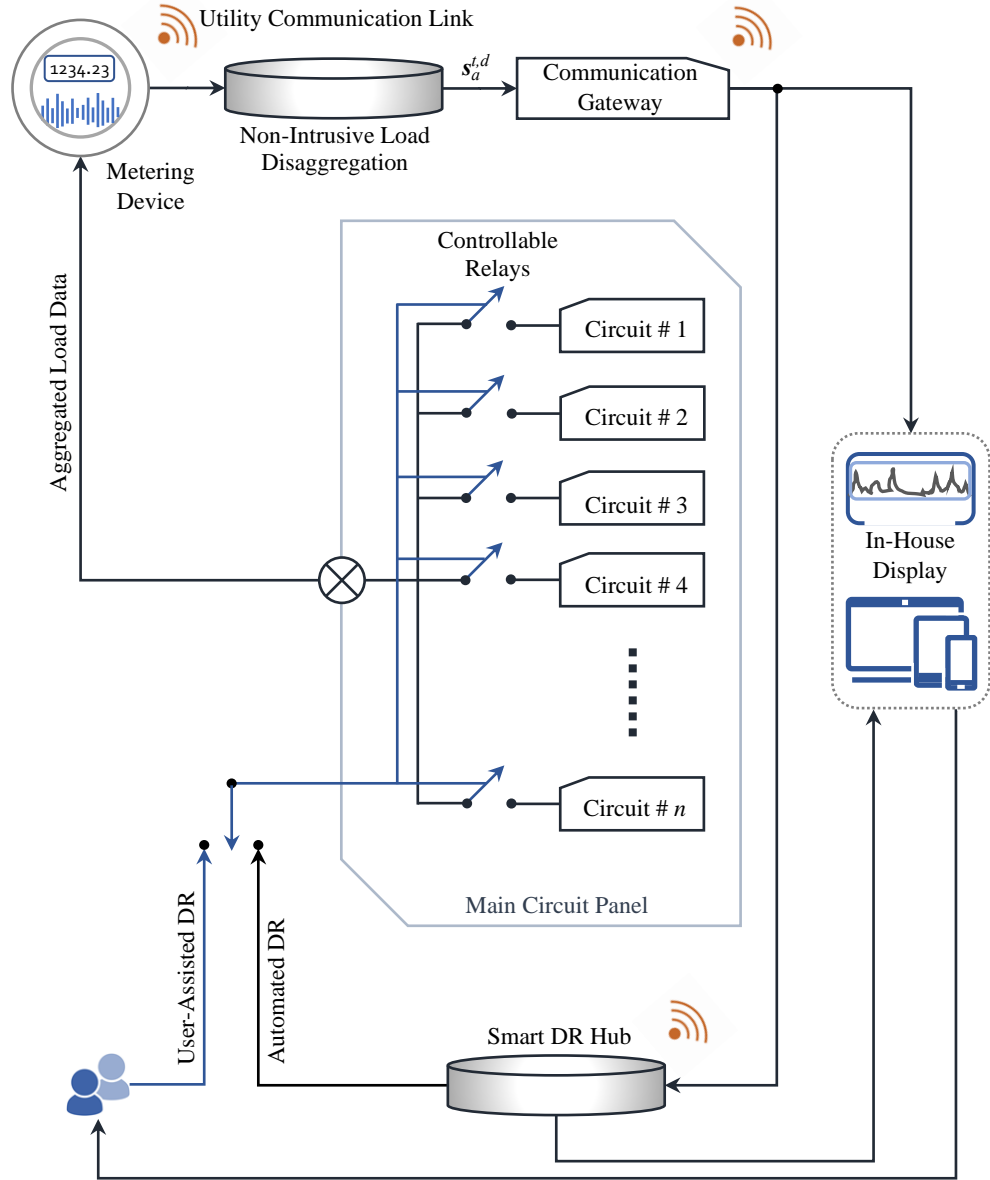 Utility Communication Link
1234.23
s_a^{t,d}
Communication
Gateway
Non-Intrusive Load
Disaggregation
Metering
Device
Aggregated Load Data
Controllable
Relays
Circuit # 1
Circuit # 2
Circuit # 3
Circuit # 4
Circuit # n
Main Circuit Panel
In-House
Display
User-Assisted DR
Automated DR
Smart DR Hub